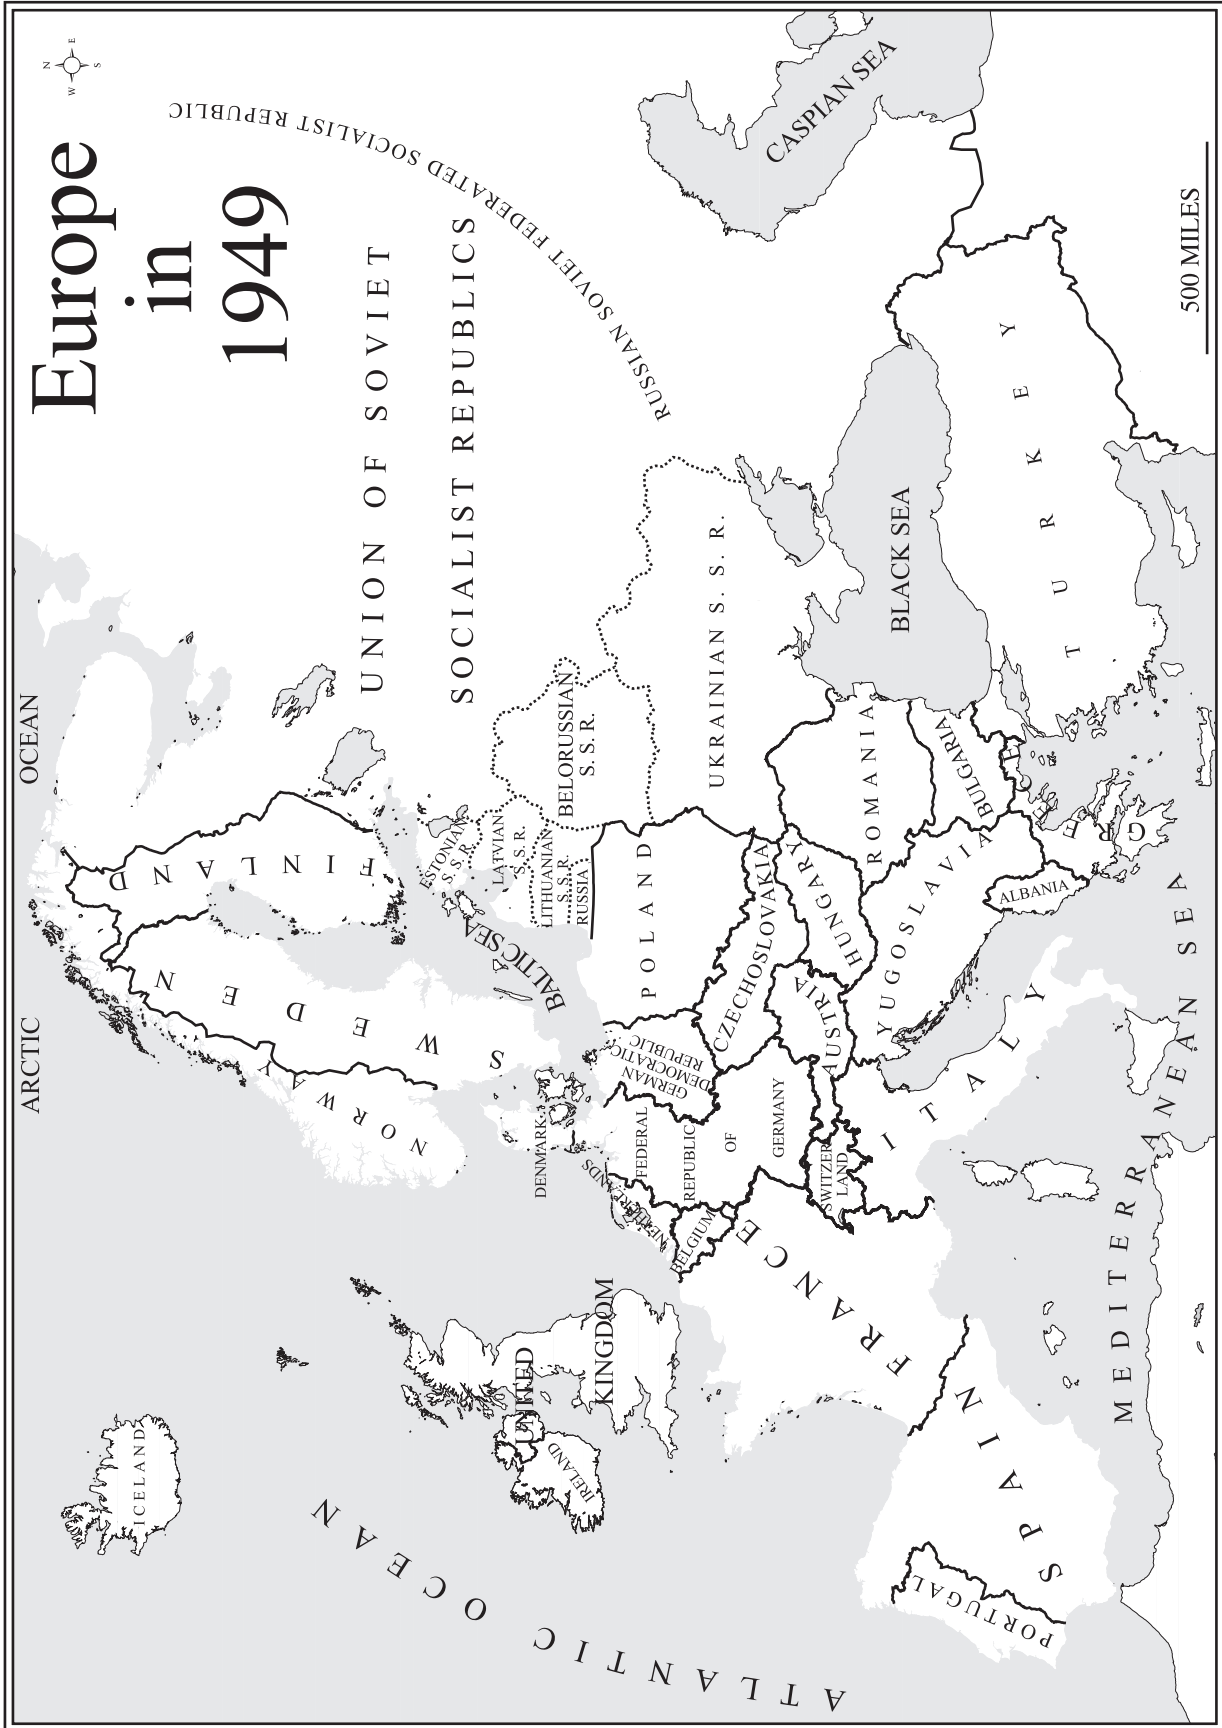 Europe
in
1949
N
E
S
W
ARCTIC
OCEAN
ICELAND
NORWAY
SWEDEN
FINLAND
UNION OF SOVIET
SOCIALIST REPUBLICS
RUSSIAN SOVIET FEDERATED SOCIALIST REPUBLIC
ESTONIAN
S. S. R.
LATVIAN
S. S. R.
LITHUANIAN
S. S. R.
RUSSIA
BELORUSSIAN
S. S. R.
UKRAINIAN S. S. R.
BALTIC SEA
DENMARK
UNITED
KINGDOM
IRELAND
ATLANTIC OCEAN
NETHERLANDS
BELGIUM
FEDERAL
REPUBLIC
OF
GERMANY
GERMAN
DEMOCRATIC
REPUBLIC
POLAND
CZECHOSLOVAKIA
AUSTRIA
HUNGARY
ROMANIA
SWITZER
LAND
FRANCE
ITALY
YUGOSLAVIA
BULGARIA
ALBANIA
GREECE
TURKEY
BLACK SEA
CASPIAN SEA
SPAIN
PORTUGAL
MEDITERRANEAN SEA
500 MILES